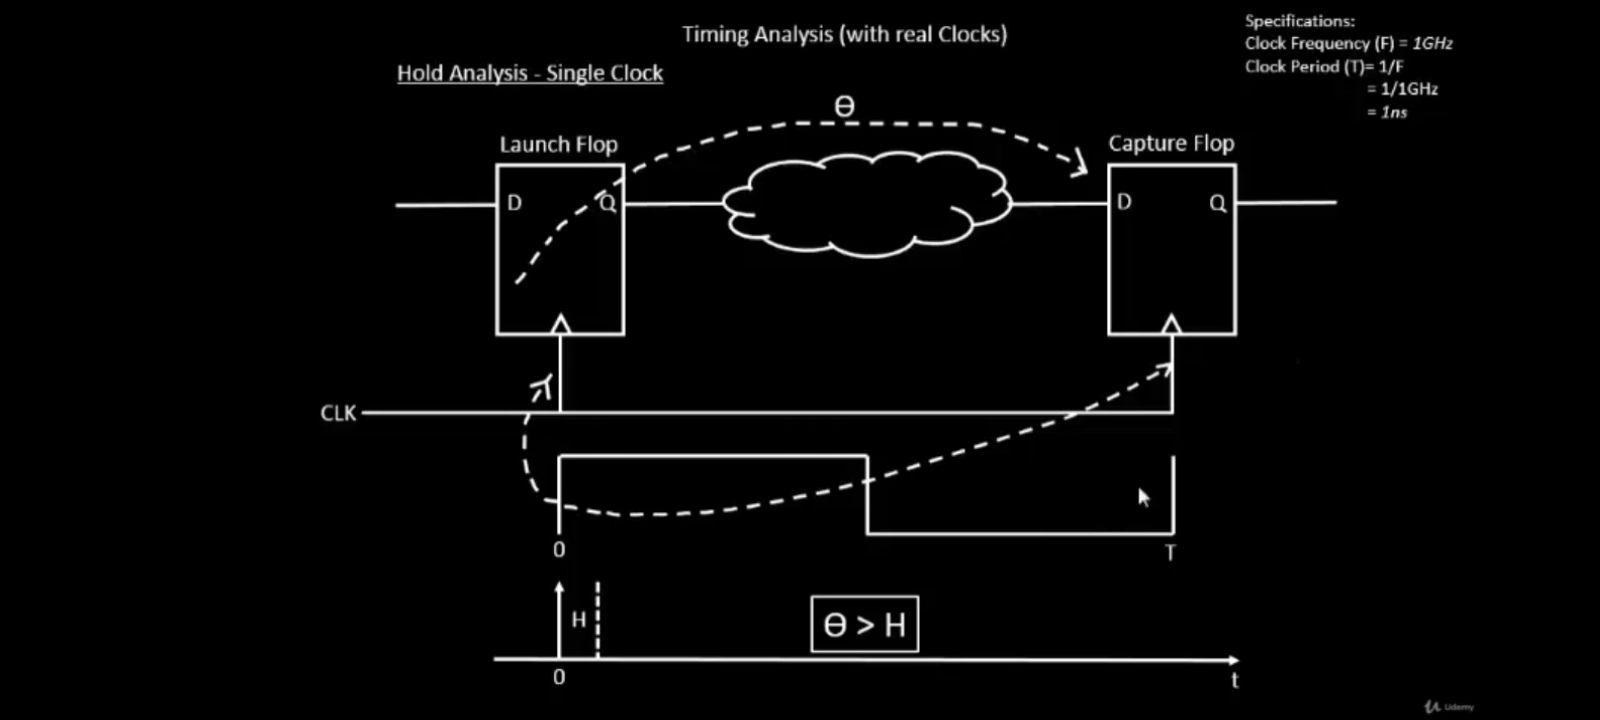 Timing Analysis (with real Clocks)
Specifications:
Clock Frequency (F) = 1GHz
Clock Period (T)= 1/F
= 1/1GHz
= 1ns
Hold Analysis - Single Clock
Ɵ
Launch Flop
Capture Flop
D Q
D Q
CLK
0 T
H
Ɵ > H
0
t
Udemy